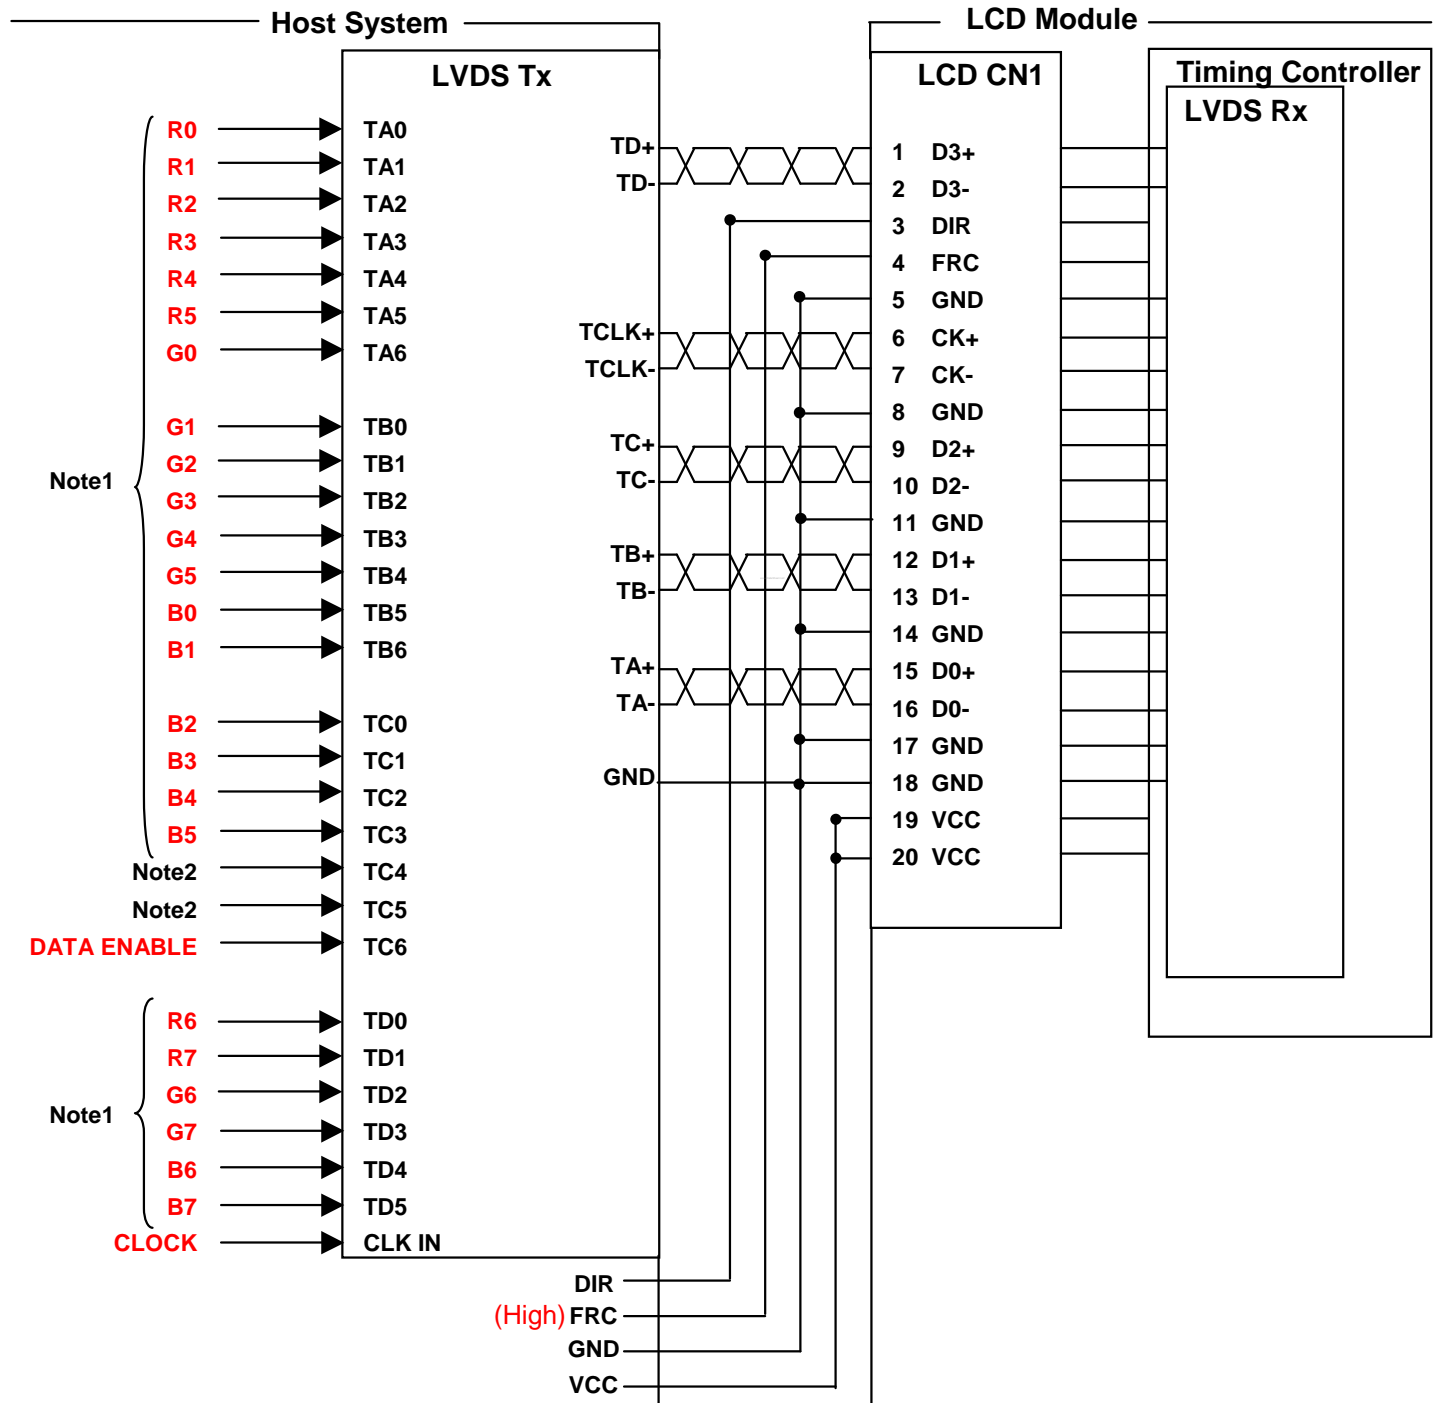 Host System
LCD Module
LVDS Tx
LCD CN1
Timing Controller
LVDS Rx
R0 TA0
R1 TA1
R2 TA2
R3 TA3
R4 TA4
R5 TA5
G0 TA6
G1 TB0
G2 TB1
Note1
G3 TB2
G4 TB3
G5 TB4
B0 TB5
B1 TB6
B2 TC0
B3 TC1
B4 TC2
B5 TC3
Note2 TC4
Note2 TC5
DATA ENABLE TC6
R6 TD0
R7 TD1
G6 TD2
Note1
G7 TD3
B6 TD4
B7 TD5
CLOCK CLK IN
TD+
TD-
TCLK+
TCLK-
TC+
TC-
TB+
TB-
TA+
TA-
GND
1 D3+
2 D3-
3 DIR
4 FRC
5 GND
6 CK+
7 CK-
8 GND
9 D2+
10 D2-
11 GND
12 D1+
13 D1-
14 GND
15 D0+
16 D0-
17 GND
18 GND
19 VCC
20 VCC
DIR
(High) FRC
GND
VCC